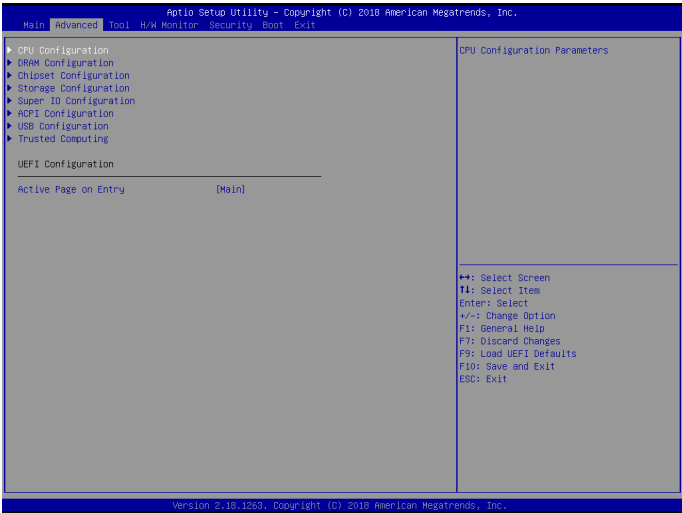 Aptio Setup Utility – Copyright (C) 2018 American Megatrends, Inc.
Main Advanced Tool H/W Monitor Security Boot Exit
CPU Configuration
DRAM Configuration
Chipset Configuration
Storage Configuration
Super IO Configuration
ACPI Configuration
USB Configuration
Trusted Computing
UEFI Configuration
Active Page on Entry [Main]
CPU Configuration Parameters
↔: Select Screen
↑↓: Select Item
Enter: Select
+/-: Change Option
F1: General Help
F7: Discard Changes
F9: Load UEFI Defaults
F10: Save and Exit
ESC: Exit
Version 2.18.1263. Copyright (C) 2018 American Megatrends, Inc.